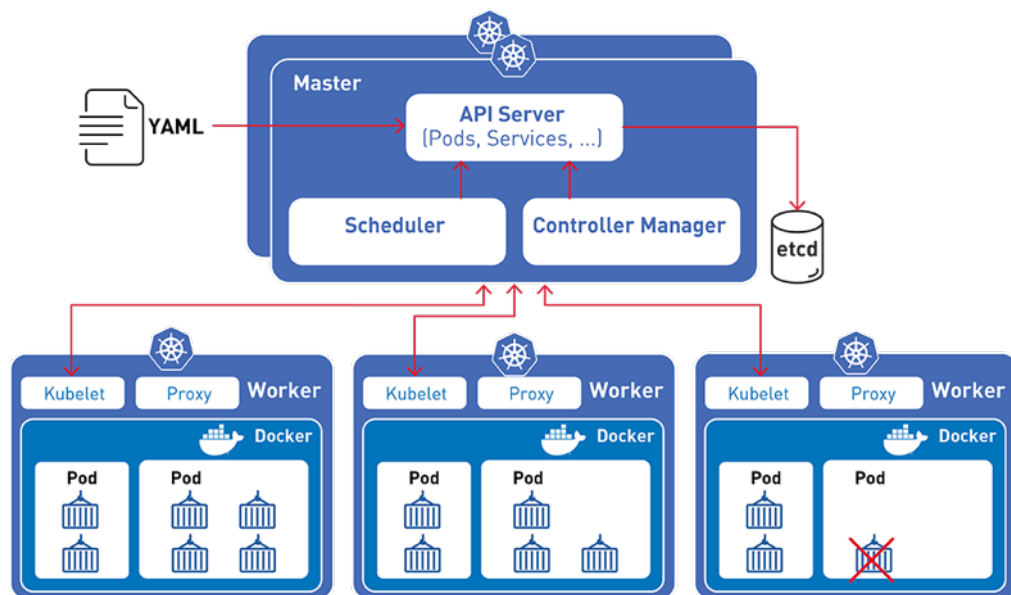 Master
YAML
API Server
(Pods, Services, ...)
Scheduler
Controller Manager
etcd
Kubelet
Proxy
Worker
Docker
Pod
Pod
Kubelet
Proxy
Worker
Docker
Pod
Pod
Kubelet
Proxy
Worker
Docker
Pod
Pod